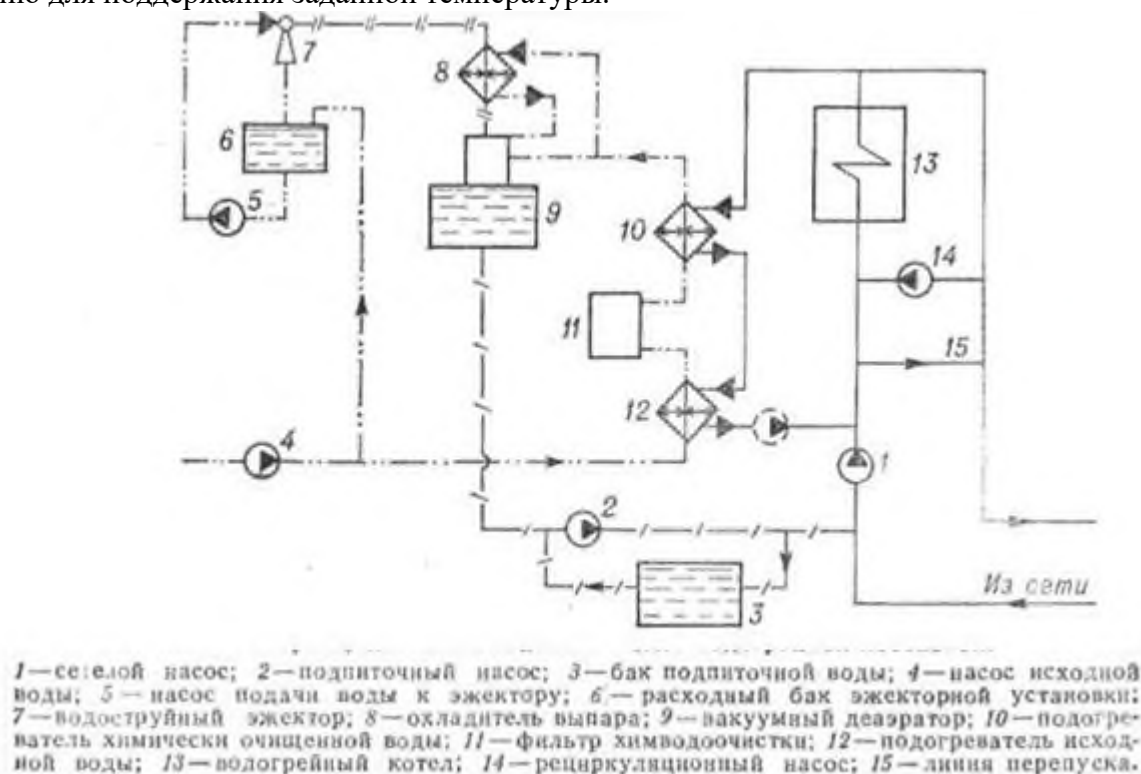 ю для поддержания заданной температуры.
7
8
6
13
5
9
10
14
11
15
12
4
1
2
Из сети
3
1—сетевой насос; 2—подпиточный насос; 3—бак подпиточной воды; 4—насос исходной
воды; 5—насос подачи воды к эжектору; 6—расходный бак эжекторной установки;
7—водоструйный эжектор; 8—охладитель выпара; 9—вакуумный деаэратор; 10—подогре-
ватель химически очищенной воды; 11—фильтр химводоочистки; 12—подогреватель исход-
ной воды; 13—водогрейный котел; 14—рециркуляционный насос; 15—линия перепуска.